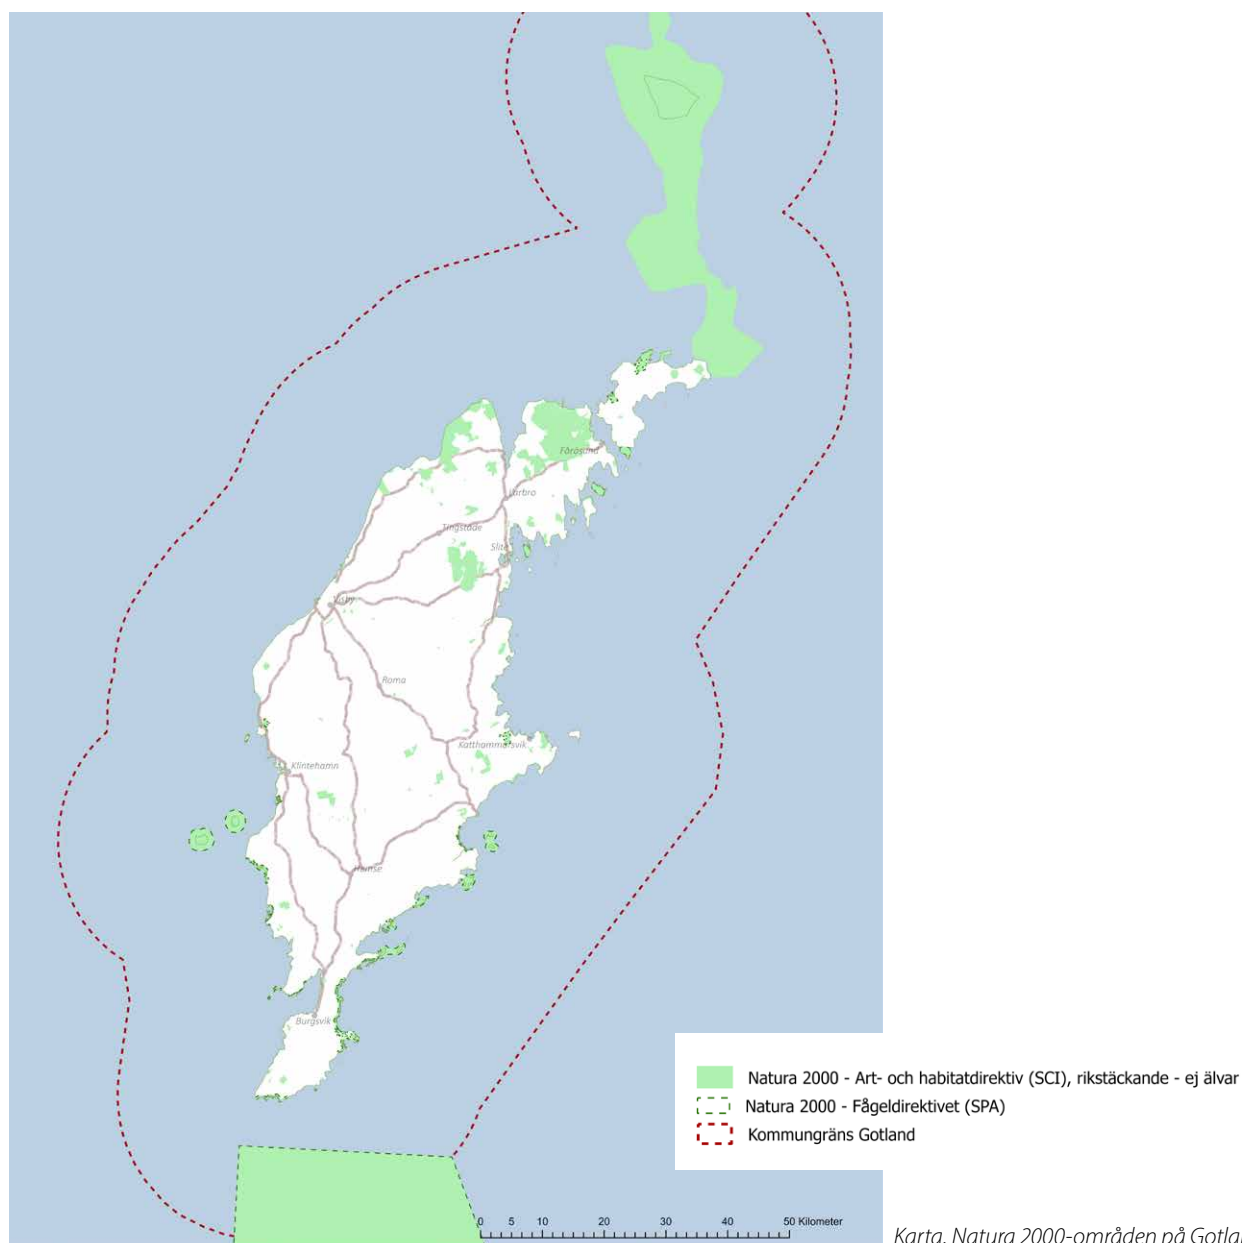 Fårösund
Lärbro
Tingstäde
Slite
Visby
Roma
Katthammarsvik
Klintehamn
Hemse
Burgsvik
Natura 2000 - Art- och habitatdirektiv (SCI), rikstäckande - ej älvar
Natura 2000 - Fågeldirektivet (SPA)
Kommungräns Gotland
0 5 10 20 30 40 50 Kilometer
Karta. Natura 2000-områden på Gotla